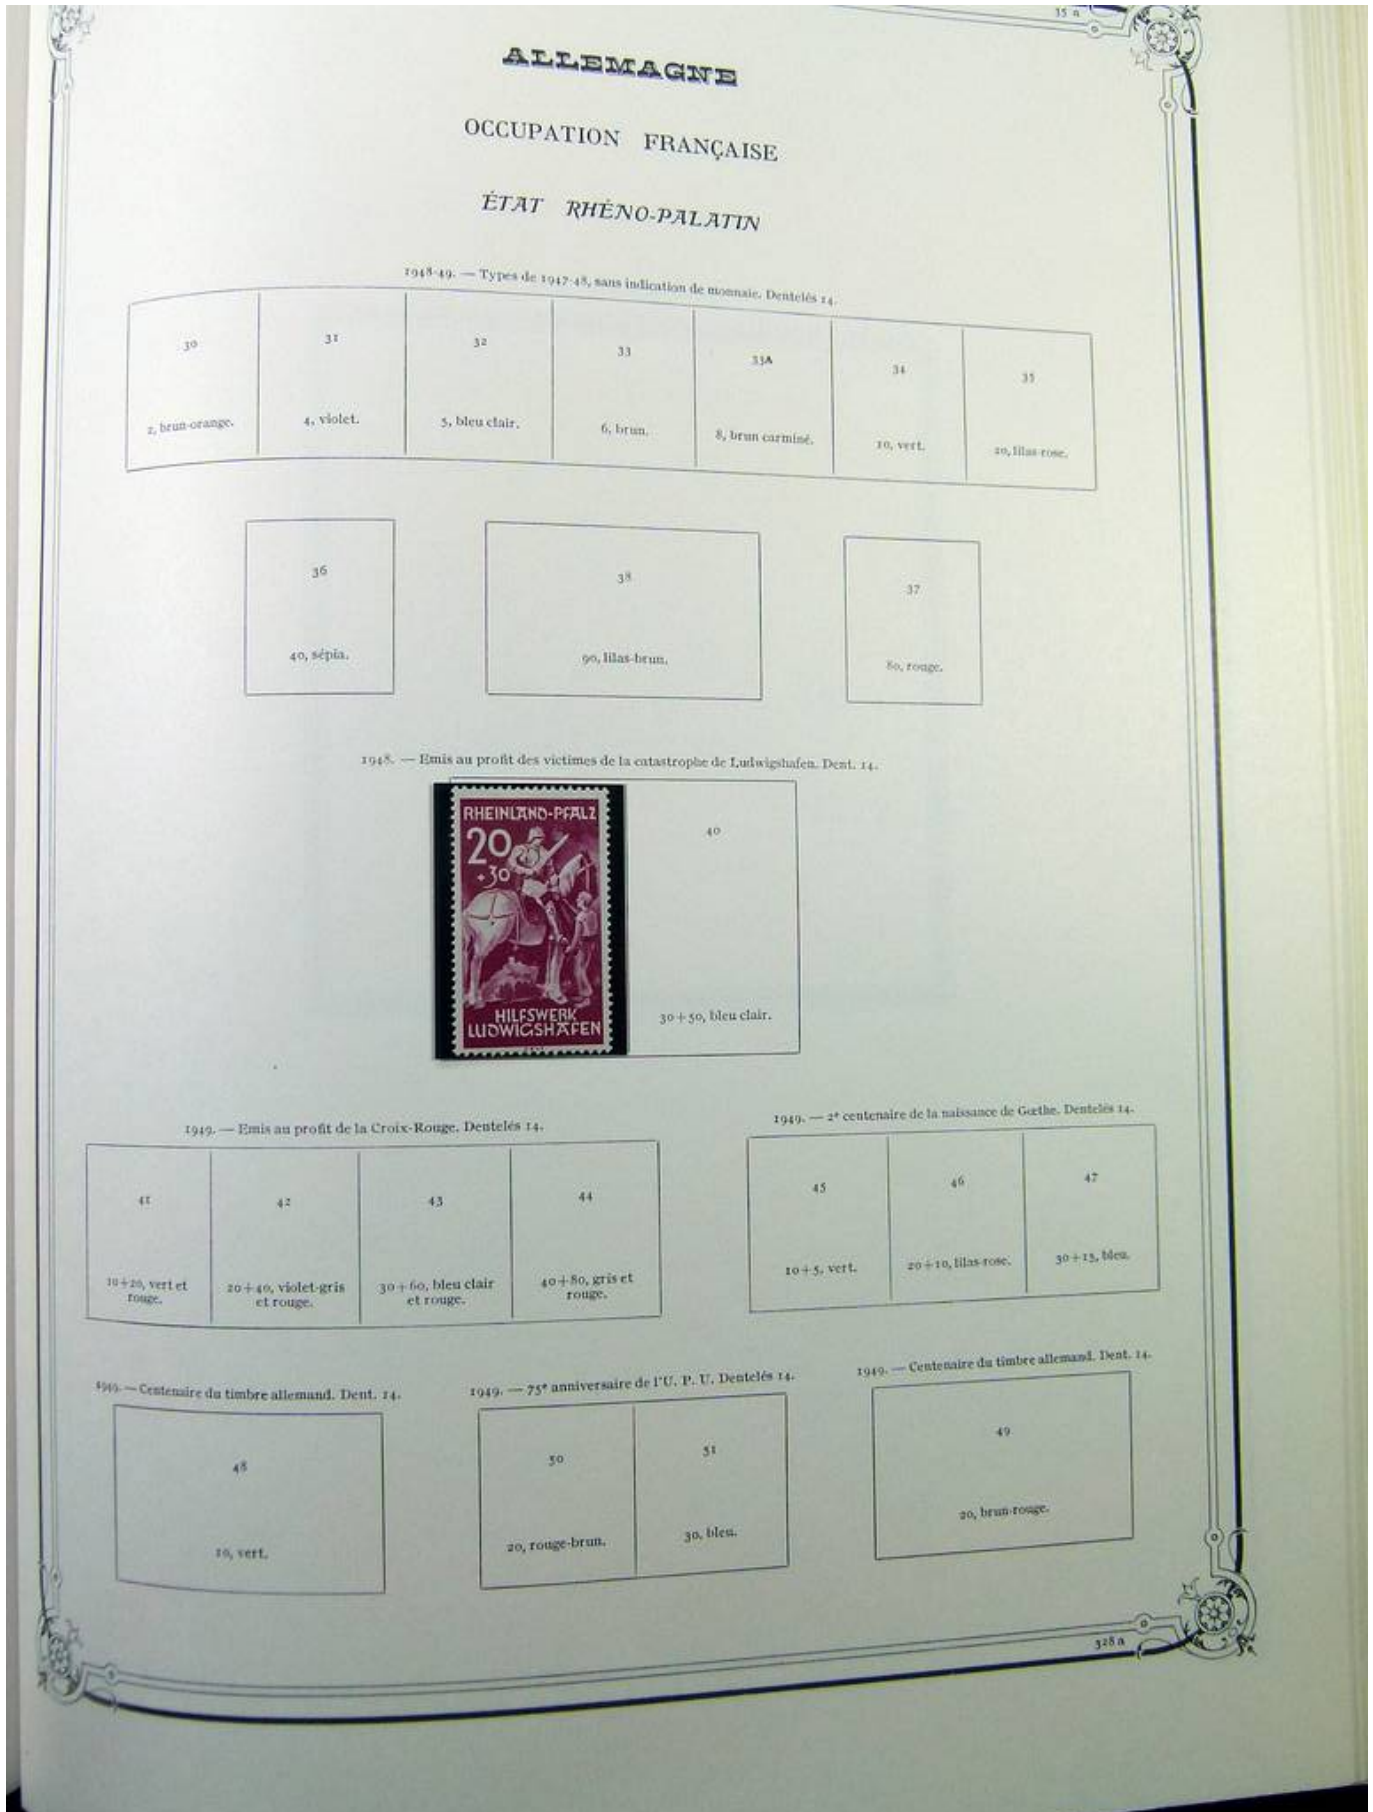 35 a
ALLEMAGNE
OCCUPATION FRANÇAISE
ÉTAT RHÉNO-PALATIN
1948-49. — Types de 1947-48, sans indication de monnaie. Dentelés 14.
30
31
32
33
33A
34
35
2, brun-orange.
4, violet.
5, bleu clair.
6, brun.
8, brun carminé.
10, vert.
20, lilas-rose.
36
38
37
40, sépia.
90, lilas-brun.
80, rouge.
1948. — Emis au profit des victimes de la catastrophe de Ludwigshafen. Dent. 14.
RHEINLAND-PFALZ
20
+30
HILFSWERK
LUDWIGSHAFEN
40
30+50, bleu clair.
1949. — Emis au profit de la Croix-Rouge. Dentelés 14.
41
42
43
44
10+20, vert et
rouge.
20+40, violet-gris
et rouge.
30+60, bleu clair
et rouge.
40+80, gris et
rouge.
1949. — 2e centenaire de la naissance de Gœthe. Dentelés 14.
45
46
47
10+5, vert.
20+10, lilas-rose.
30+15, bleu.
1949. — Centenaire du timbre allemand. Dent. 14.
48
10, vert.
1949. — 75e anniversaire de l'U. P. U. Dentelés 14.
50
51
20, rouge-brun.
30, bleu.
1949. — Centenaire du timbre allemand. Dent. 14.
49
20, brun-rouge.
328 a